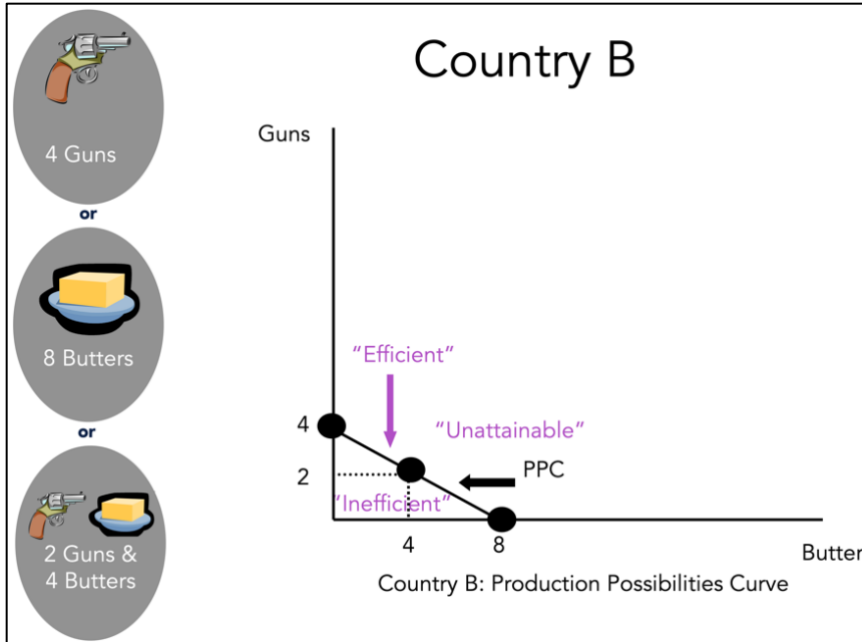 Country B
4 Guns
or
8 Butters
or
2 Guns &
4 Butters
Guns
“Efficient”
4
“Unattainable”
2
PPC
“Inefficient”
4
8
Butter
Country B: Production Possibilities Curve